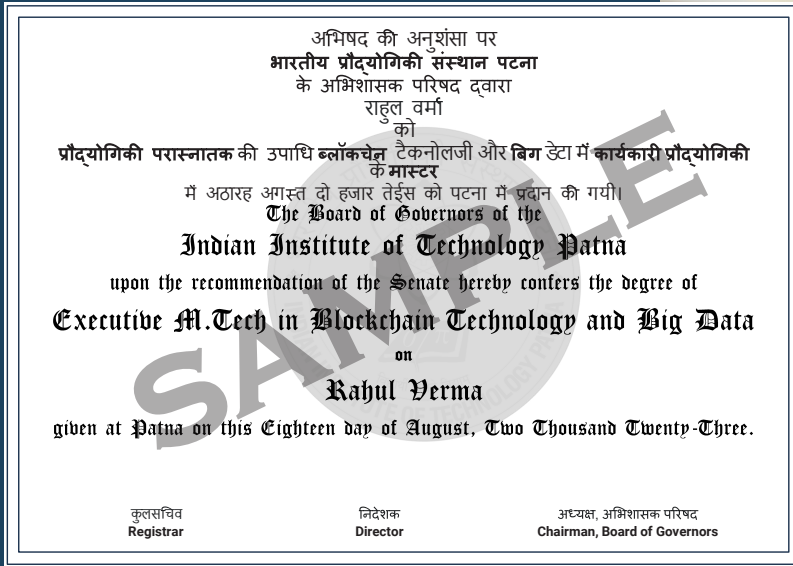 अभिषद की अनुशंसा पर
भारतीय प्रौद्योगिकी संस्थान पटना
के अभिशासक परिषद द्वारा
राहुल वर्मा
को
प्रौद्योगिकी परास्नातक की उपाधि ब्लॉकचेन टैकनोलजी और बिग डेटा में कार्यकारी प्रौद्योगिकी
के मास्टर
में अठारह अगस्त दो हजार तेईस को पटना में प्रदान की गयी।
The Board of Governors of the
Indian Institute of Technology Patna
upon the recommendation of the Senate hereby confers the degree of
Executive M.Tech in Blockchain Technology and Big Data
on
Rahul Verma
given at Patna on this Eighteen day of August, Two Thousand Twenty-Three.
SAMPLE
कुलसचिव
Registrar
निदेशक
Director
अध्यक्ष, अभिशासक परिषद
Chairman, Board of Governors